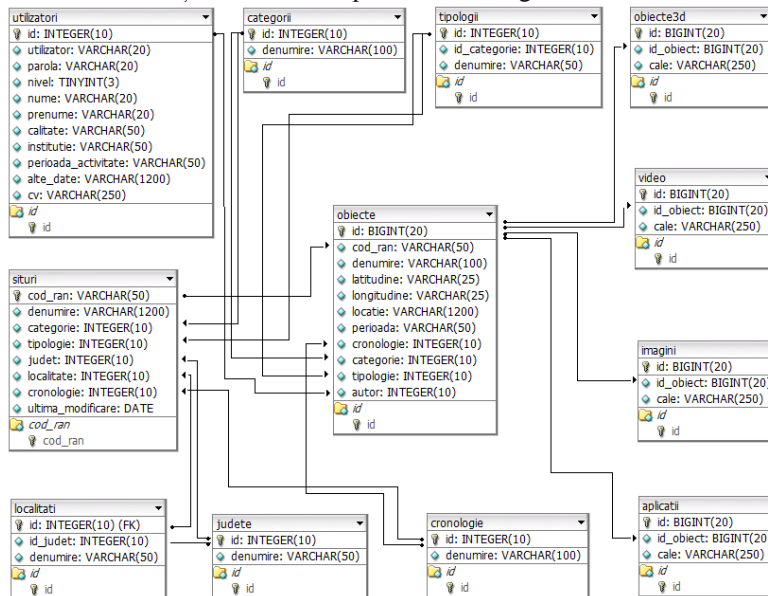 utilizatori
id: INTEGER(10)
utilizator: VARCHAR(20)
parola: VARCHAR(20)
nivel: TINYINT(3)
nume: VARCHAR(20)
prenume: VARCHAR(20)
calitate: VARCHAR(50)
institutie: VARCHAR(50)
perioada_activitate: VARCHAR(50)
alte_date: VARCHAR(1200)
cv: VARCHAR(250)
id
id
categorii
id: INTEGER(10)
denumire: VARCHAR(100)
id
id
tipologii
id: INTEGER(10)
id_categorie: INTEGER(10)
denumire: VARCHAR(50)
id
id
obiecte3d
id: BIGINT(20)
id_obiect: BIGINT(20)
cale: VARCHAR(250)
id
id
video
id: BIGINT(20)
id_obiect: BIGINT(20)
cale: VARCHAR(250)
id
id
obiecte
id: BIGINT(20)
cod_ran: VARCHAR(50)
denumire: VARCHAR(100)
latitudine: VARCHAR(25)
longitudine: VARCHAR(25)
locatie: VARCHAR(1200)
perioada: VARCHAR(50)
cronologie: INTEGER(10)
categorie: INTEGER(10)
tipologie: INTEGER(10)
autor: INTEGER(10)
id
id
situri
cod_ran: VARCHAR(50)
denumire: VARCHAR(1200)
categorie: INTEGER(10)
tipologie: INTEGER(10)
judet: INTEGER(10)
localitate: INTEGER(10)
cronologie: INTEGER(10)
ultima_modificare: DATE
cod_ran
cod_ran
imagini
id: BIGINT(20)
id_obiect: BIGINT(20)
cale: VARCHAR(250)
id
id
localitati
id: INTEGER(10) (FK)
id_judet: INTEGER(10)
denumire: VARCHAR(50)
id
id
judete
id: INTEGER(10)
denumire: VARCHAR(50)
id
id
cronologie
id: INTEGER(10)
denumire: VARCHAR(100)
id
id
aplicatii
id: BIGINT(20)
id_obiect: BIGINT(20)
cale: VARCHAR(250)
id
id